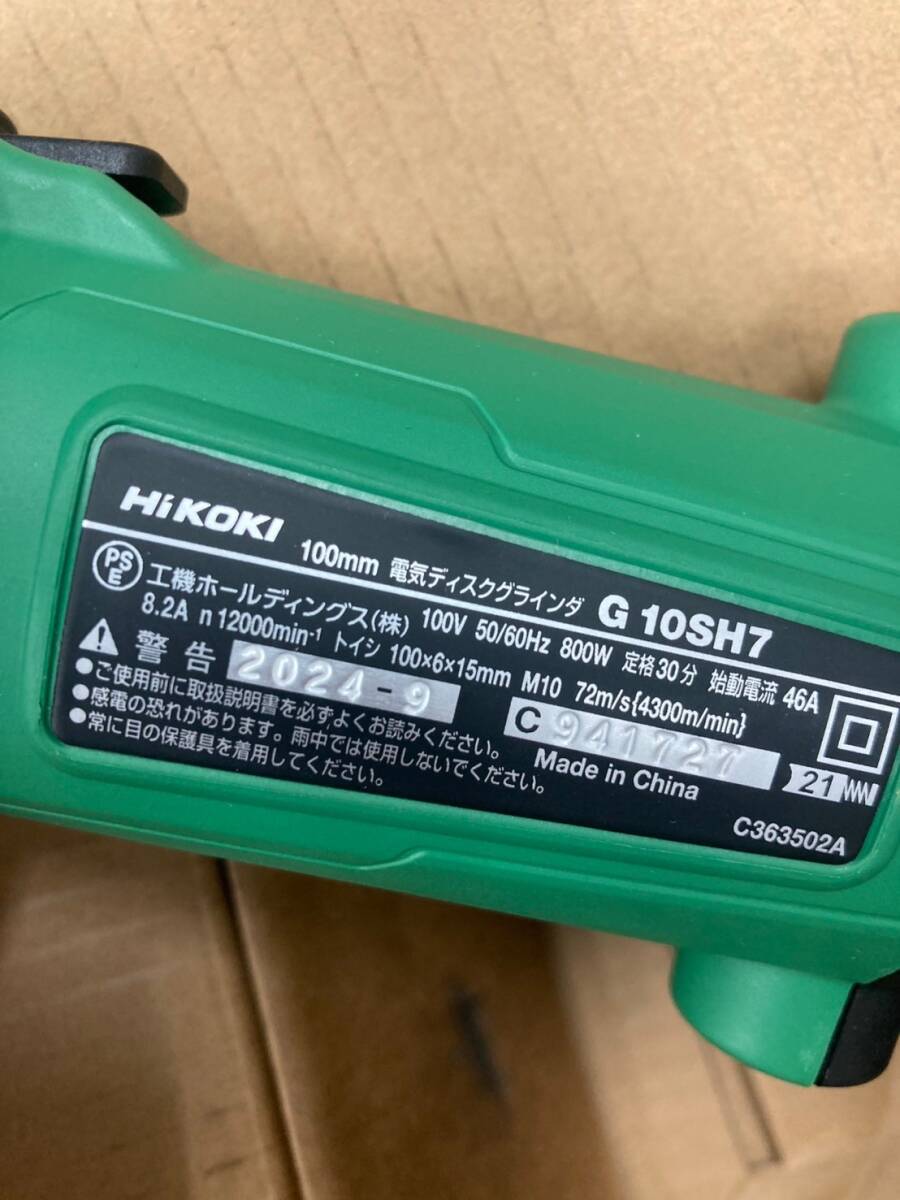 HiKOKI 100mm 電気ディスクグラインダ G 10SH7
PSE 工機ホールディングス(株) 100V 50/60Hz 800W 定格30分 始動電流 46A
8.2A n 12000min-1 トイシ 100×6×15mm M10 72m/s{4300m/min}
警告 2024-9 C 941727
●ご使用前に取扱説明書を必ずよくお読みください。 Made in China 21
●感電の恐れがあります。雨中では使用しないでください。
●常に目の保護具を着用してください。 C363502A